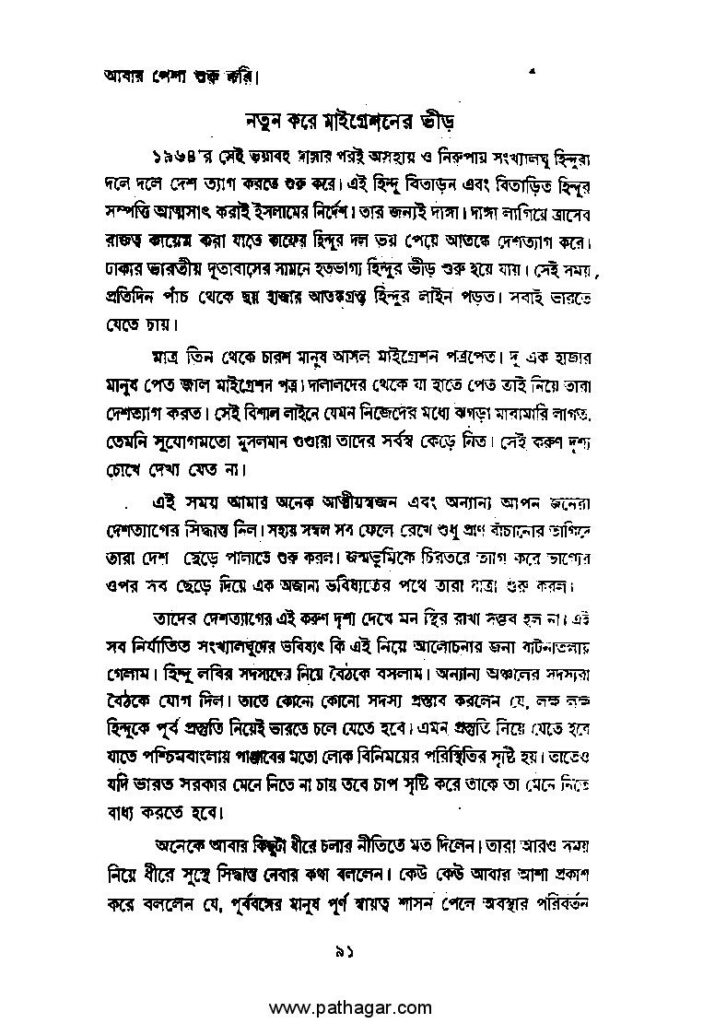 আবার পেশা শুরু করি।
নতুন করে মাইগ্রেশনের ভীড়
১৯৬৪'র সেই ভয়াবহ দাঙ্গার পরই অসহায় ও নিরুপায় সংখ্যালঘু হিন্দুরা
দলে দলে দেশ ত্যাগ করতে শুরু করে। এই হিন্দু বিতাড়ন এবং বিতাড়িত হিন্দুর
সম্পত্তি আত্মসাৎ করাই ইসলামের নির্দেশ। তার জন্যই দাঙ্গা। দাঙ্গা লাগিয়ে ত্রাসের
রাজত্ব কায়েম করা যাতে কাফের হিন্দুর দল ভয় পেয়ে আতঙ্কে দেশত্যাগ করে।
ঢাকার ভারতীয় দূতাবাসের সামনে হতভাগ্য হিন্দুর ভীড় শুরু হয়ে যায়। সেই সময়,
প্রতিদিন পাঁচ থেকে ছয় হাজার আতঙ্কগ্রস্ত হিন্দুর লাইন পড়ত। সবাই ভারতে
যেতে চায়।
মাত্র তিন থেকে চারশ মানুষ আসল মাইগ্রেশন পত্রপেত। দু এক হাজার
মানুষ পেত জাল মাইগ্রেশন পত্র। দালালদের থেকে যা হাতে পেত তাই নিয়ে তারা
দেশত্যাগ করত। সেই বিশাল লাইনে যেমন নিজেদের মধ্যে ঝগড়া মারামারি লাগত,
তেমনি সুযোগমতো মুসলমান গুণ্ডারা তাদের সর্বস্ব কেড়ে নিত। সেই করুণ দৃশ্য
চোখে দেখা যেত না।
এই সময় আমার অনেক আত্মীয়স্বজন এবং অন্যান্য আপন জনেরা
দেশত্যাগের সিদ্ধান্ত নিল। সহায় সম্বল সব ফেলে রেখে শুধু প্রাণ বাঁচানোর তাগিদে
তারা দেশ ছেড়ে পালাতে শুরু করল। জন্মভূমিকে চিরতরে ত্যাগ করে ভাগ্যের
ওপর সব ছেড়ে দিয়ে এক অজানা ভবিষ্যতের পথে তারা যাত্রা শুরু করল।
তাদের দেশত্যাগের এই করুণ দৃশ্য দেখে মন স্থির রাখা সম্ভব হল না। এই
সব নির্যাতিত সংখ্যালঘুদের ভবিষ্যৎ কি এই নিয়ে আলোচনার জন্য বটিনাতলায়
গেলাম। হিন্দু লবির সদস্যদের নিয়ে বৈঠকে বসলাম। অন্যান্য অঞ্চলের সদস্যরা
বৈঠকে যোগ দিল। তাতে কোনো কোনো সদস্য প্রস্তাব করলেন যে, লক্ষ লক্ষ
হিন্দুকে পূর্ব প্রস্তুতি নিয়েই ভারতে চলে যেতে হবে। এমন প্রস্তুতি নিয়ে যেতে হবে
যাতে পশ্চিমবাংলায় পাঞ্জাবের মতো লোক বিনিময়ের পরিস্থিতির সৃষ্টি হয়। তাতেও
যদি ভারত সরকার মেনে নিতে না চায় তবে চাপ সৃষ্টি করে তাকে তা মেনে নিতে
বাধ্য করতে হবে।
অনেকে আবার কিছুটা ধীরে চলার নীতিতে মত দিলেন। তারা আরও সময়
নিয়ে ধীরে সুস্থে সিদ্ধান্ত নেবার কথা বললেন। কেউ কেউ আবার আশা প্রকাশ
করে বললেন যে, পূর্ববঙ্গের মানুষ পূর্ণ স্বায়ত্ব শাসন পেলে অবস্থার পরিবর্তন
৯১
www.pathagar.com